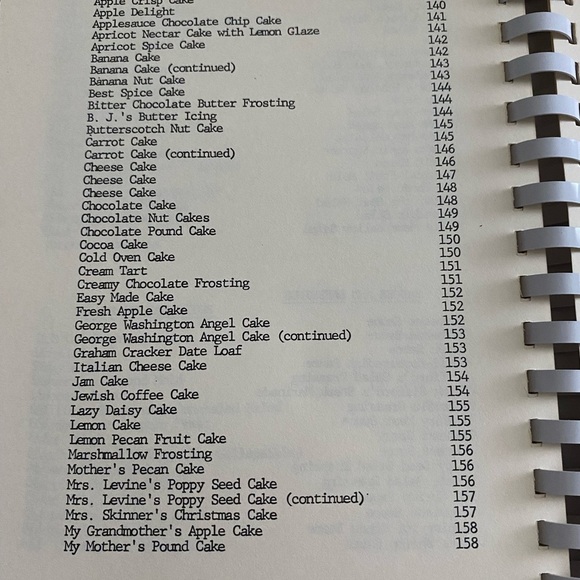 Apple Crisp Cake
Apple Delight 140
Applesauce Chocolate Chip Cake 141
Apricot Nectar Cake with Lemon Glaze 141
Apricot Spice Cake 142
Banana Cake 142
Banana Cake (continued) 143
Banana Nut Cake 143
Best Spice Cake 144
Bitter Chocolate Butter Frosting 144
B. J.'s Butter Icing 144
Butterscotch Nut Cake 145
Carrot Cake 145
Carrot Cake (continued) 146
Cheese Cake 146
Cheese Cake 147
Cheese Cake 148
Chocolate Cake 148
Chocolate Nut Cakes 149
Chocolate Pound Cake 149
Cocoa Cake 150
Cold Oven Cake 150
Cream Tart 151
Creamy Chocolate Frosting 151
Easy Made Cake 152
Fresh Apple Cake 152
George Washington Angel Cake 152
George Washington Angel Cake (continued) 153
Graham Cracker Date Loaf 153
Italian Cheese Cake 153
Jam Cake 154
Jewish Coffee Cake 154
Lazy Daisy Cake 155
Lemon Cake 155
Lemon Pecan Fruit Cake 155
Marshmallow Frosting 156
Mother's Pecan Cake 156
Mrs. Levine's Poppy Seed Cake 156
Mrs. Levine's Poppy Seed Cake (continued) 157
Mrs. Skinner's Christmas Cake 157
My Grandmother's Apple Cake 158
My Mother's Pound Cake 158